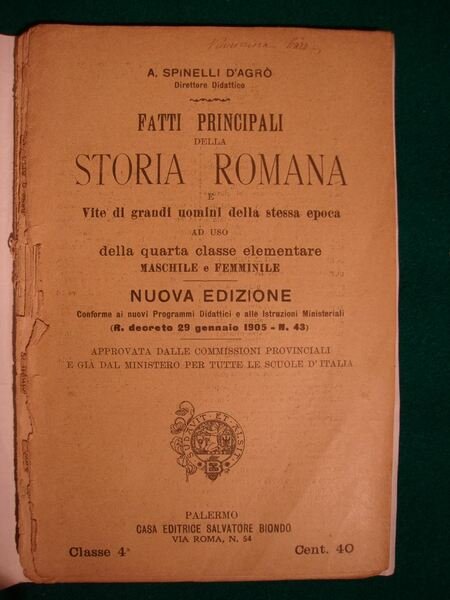 A. SPINELLI D'AGRÒ
Direttore Didattico
FATTI PRINCIPALI
DELLA
STORIA ROMANA
E
Vite di grandi uomini della stessa epoca
AD USO
della quarta classe elementare
MASCHILE e FEMMINILE
NUOVA EDIZIONE
Conforme ai nuovi Programmi Didattici e alle Istruzioni Ministeriali
(R. decreto 29 gennaio 1905 - N. 43)
APPROVATA DALLE COMMISSIONI PROVINCIALI
E GIÀ DAL MINISTERO PER TUTTE LE SCUOLE D'ITALIA
SUDAVIT·ET·ALSIT
PALERMO
CASA EDITRICE SALVATORE BIONDO
VIA ROMA, N. 54
Classe 4ª
Cent. 40